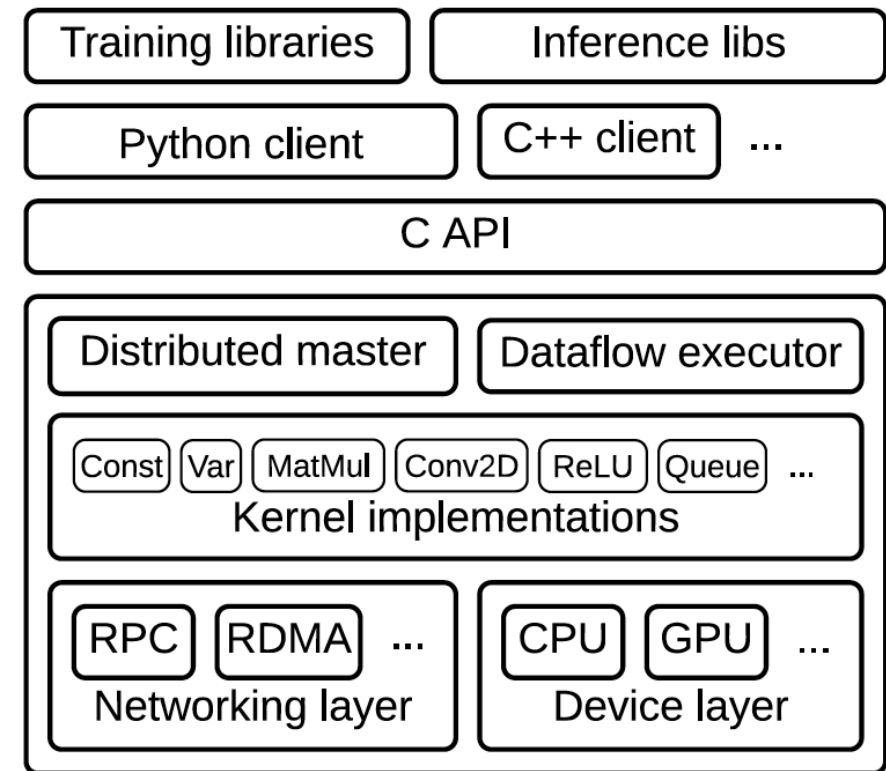 Training libraries Inference libs
Python client C++ client ...
C API
Distributed master Dataflow executor
Const Var MatMul Conv2D ReLU Queue ...
Kernel implementations
RPC RDMA ... CPU GPU ...
Networking layer Device layer